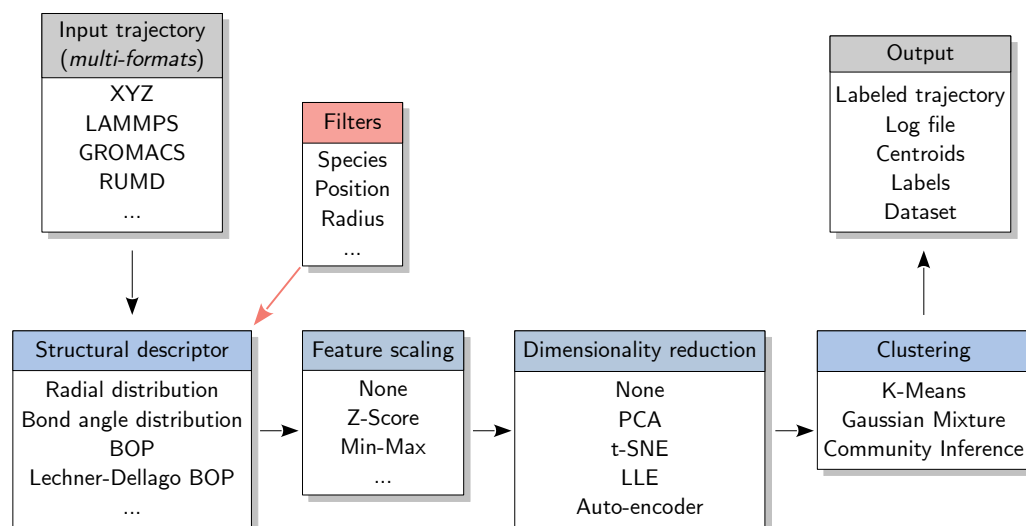 Input trajectory
(multi-formats)
XYZ
LAMMPS
GROMACS
RUMD
...
Filters
Species
Position
Radius
...
Output
Labeled trajectory
Log file
Centroids
Labels
Dataset
Structural descriptor
Radial distribution
Bond angle distribution
BOP
Lechner-Dellago BOP
...
Feature scaling
None
Z-Score
Min-Max
...
Dimensionality reduction
None
PCA
t-SNE
LLE
Auto-encoder
Clustering
K-Means
Gaussian Mixture
Community Inference